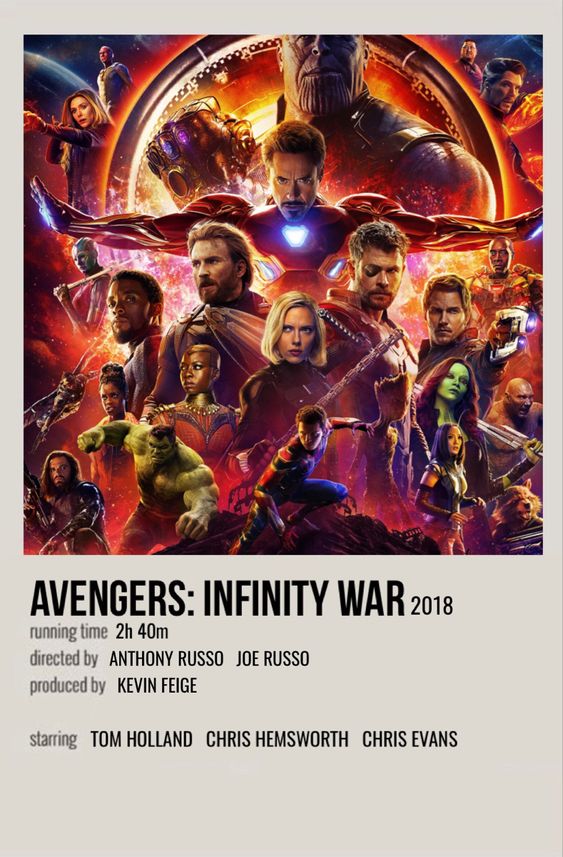 AVENGERS: INFINITY WAR 2018
running time 2h 40m
directed by ANTHONY RUSSO JOE RUSSO
produced by KEVIN FEIGE
starring TOM HOLLAND CHRIS HEMSWORTH CHRIS EVANS